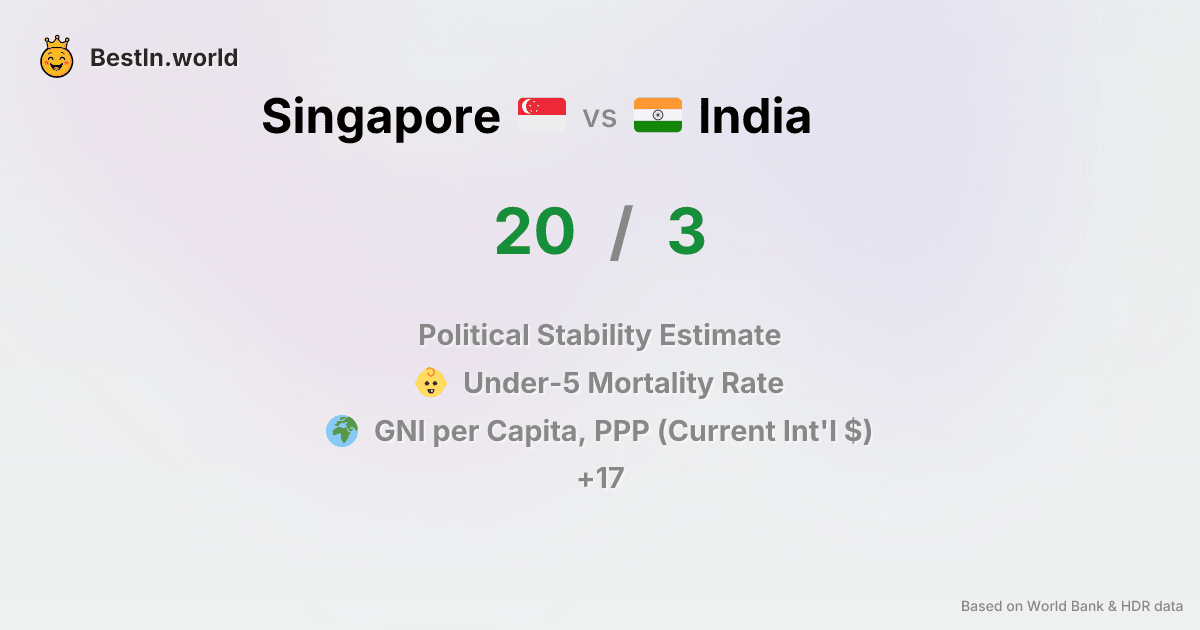 BestIn.world
Singapore vs India
20 / 3
Political Stability Estimate
Under-5 Mortality Rate
GNI per Capita, PPP (Current Int'l $)
+17
Based on World Bank & HDR data